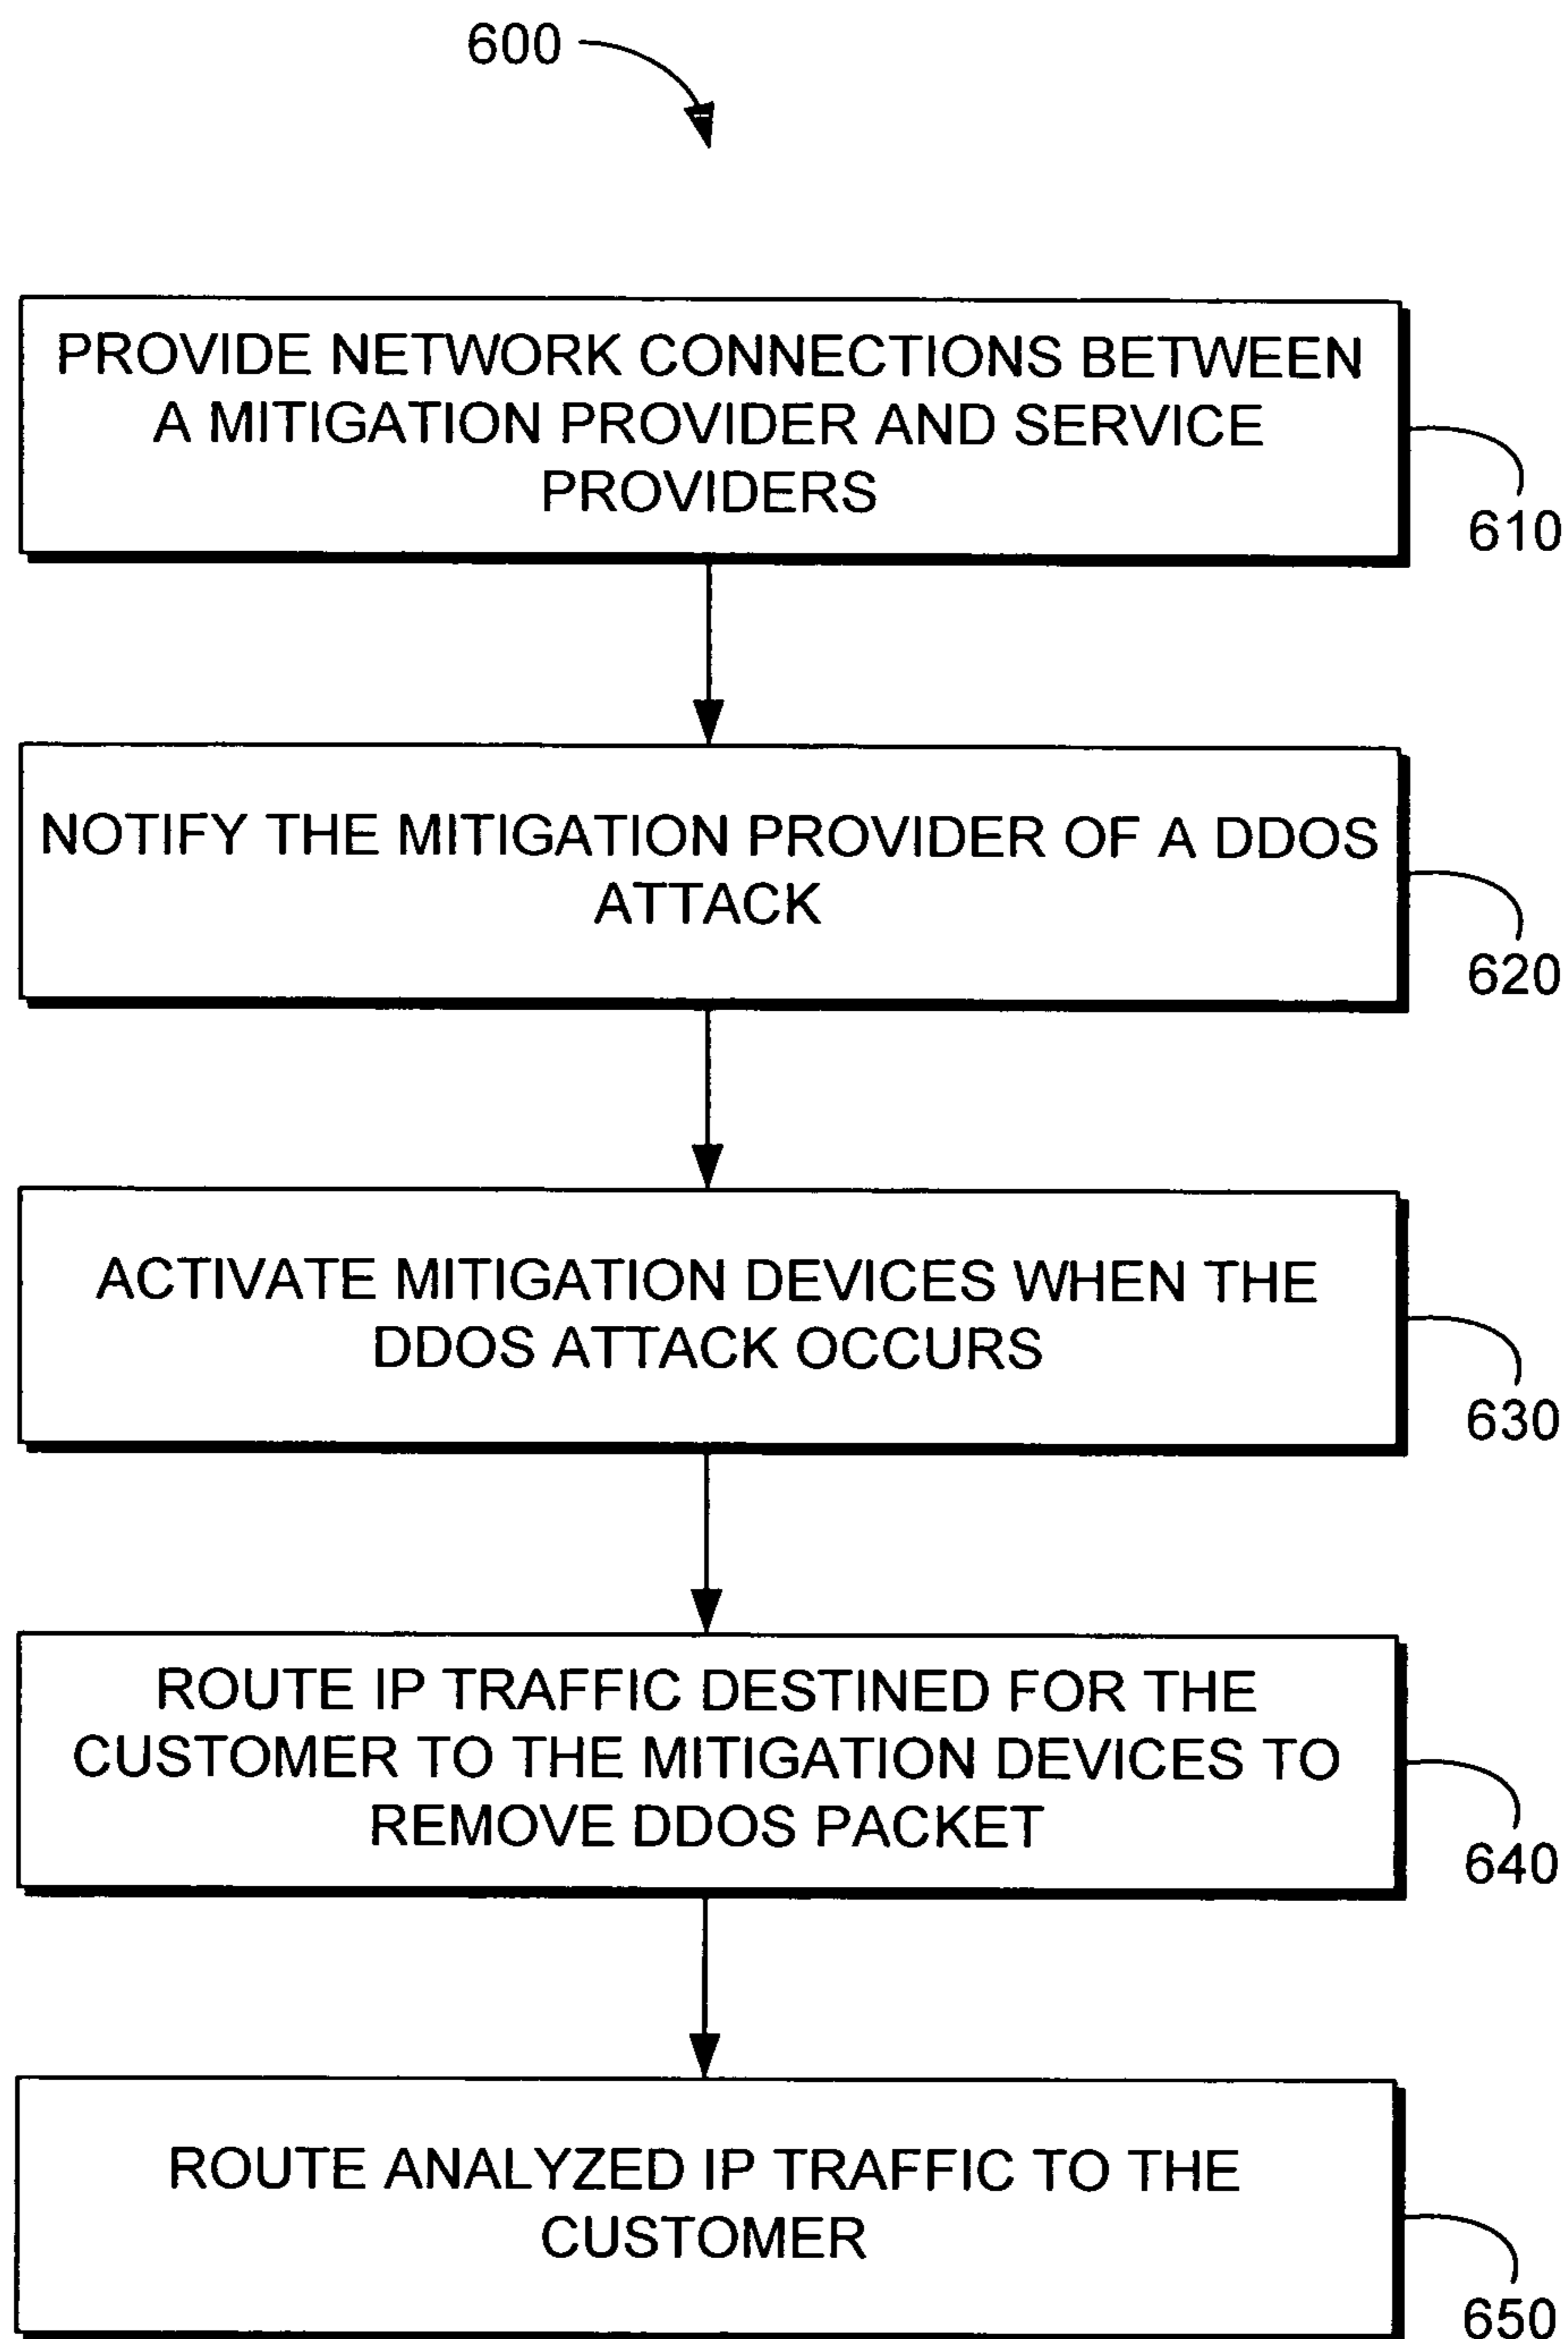 600
PROVIDE NETWORK CONNECTIONS BETWEEN
A MITIGATION PROVIDER AND SERVICE
PROVIDERS
610
NOTIFY THE MITIGATION PROVIDER OF A DDOS
ATTACK
620
ACTIVATE MITIGATION DEVICES WHEN THE
DDOS ATTACK OCCURS
630
ROUTE IP TRAFFIC DESTINED FOR THE
CUSTOMER TO THE MITIGATION DEVICES TO
REMOVE DDOS PACKET
640
ROUTE ANALYZED IP TRAFFIC TO THE
CUSTOMER
650